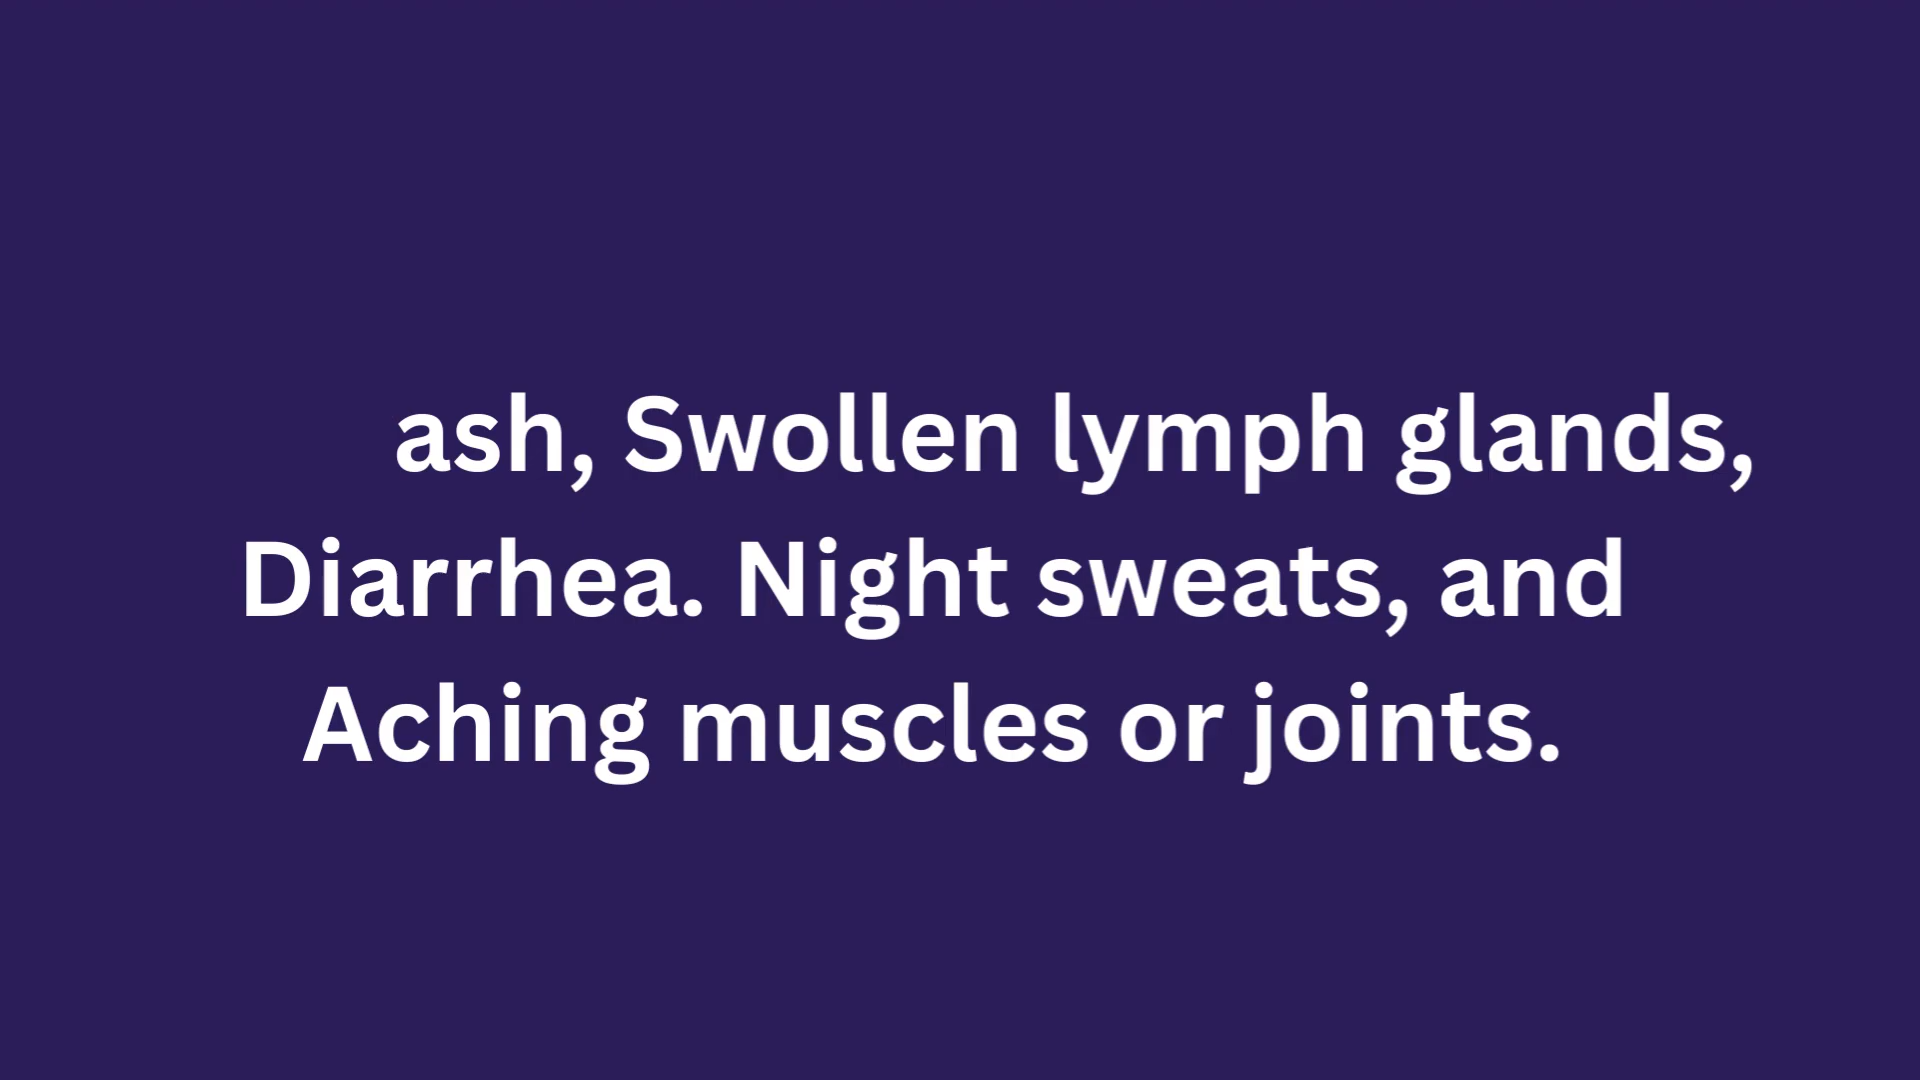 ash, Swollen lymph glands,
Diarrhea. Night sweats, and
Aching muscles or joints.